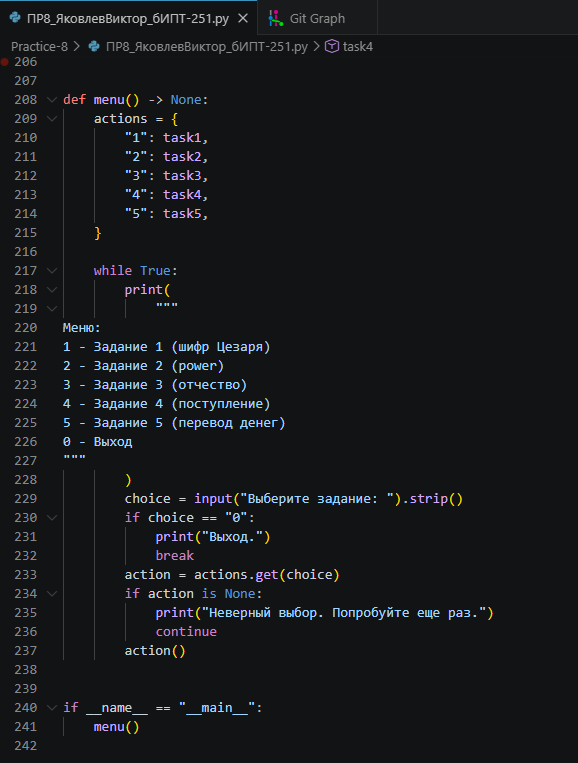 ПР8_ЯковлевВиктор_бИПТ-251.py
Git Graph
Practice-8 > ПР8_ЯковлевВиктор_бИПТ-251.py > task4
206
207
208 def menu() -> None:
209     actions = {
210         "1": task1,
211         "2": task2,
212         "3": task3,
213         "4": task4,
214         "5": task5,
215     }
216
217     while True:
218         print(
219             """
220 Меню:
221 1 - Задание 1 (шифр Цезаря)
222 2 - Задание 2 (power)
223 3 - Задание 3 (отчество)
224 4 - Задание 4 (поступление)
225 5 - Задание 5 (перевод денег)
226 0 - Выход
227 """
228         )
229         choice = input("Выберите задание: ").strip()
230         if choice == "0":
231             print("Выход.")
232             break
233         action = actions.get(choice)
234         if action is None:
235             print("Неверный выбор. Попробуйте еще раз.")
236             continue
237         action()
238
239
240 if __name__ == "__main__":
241     menu()
242